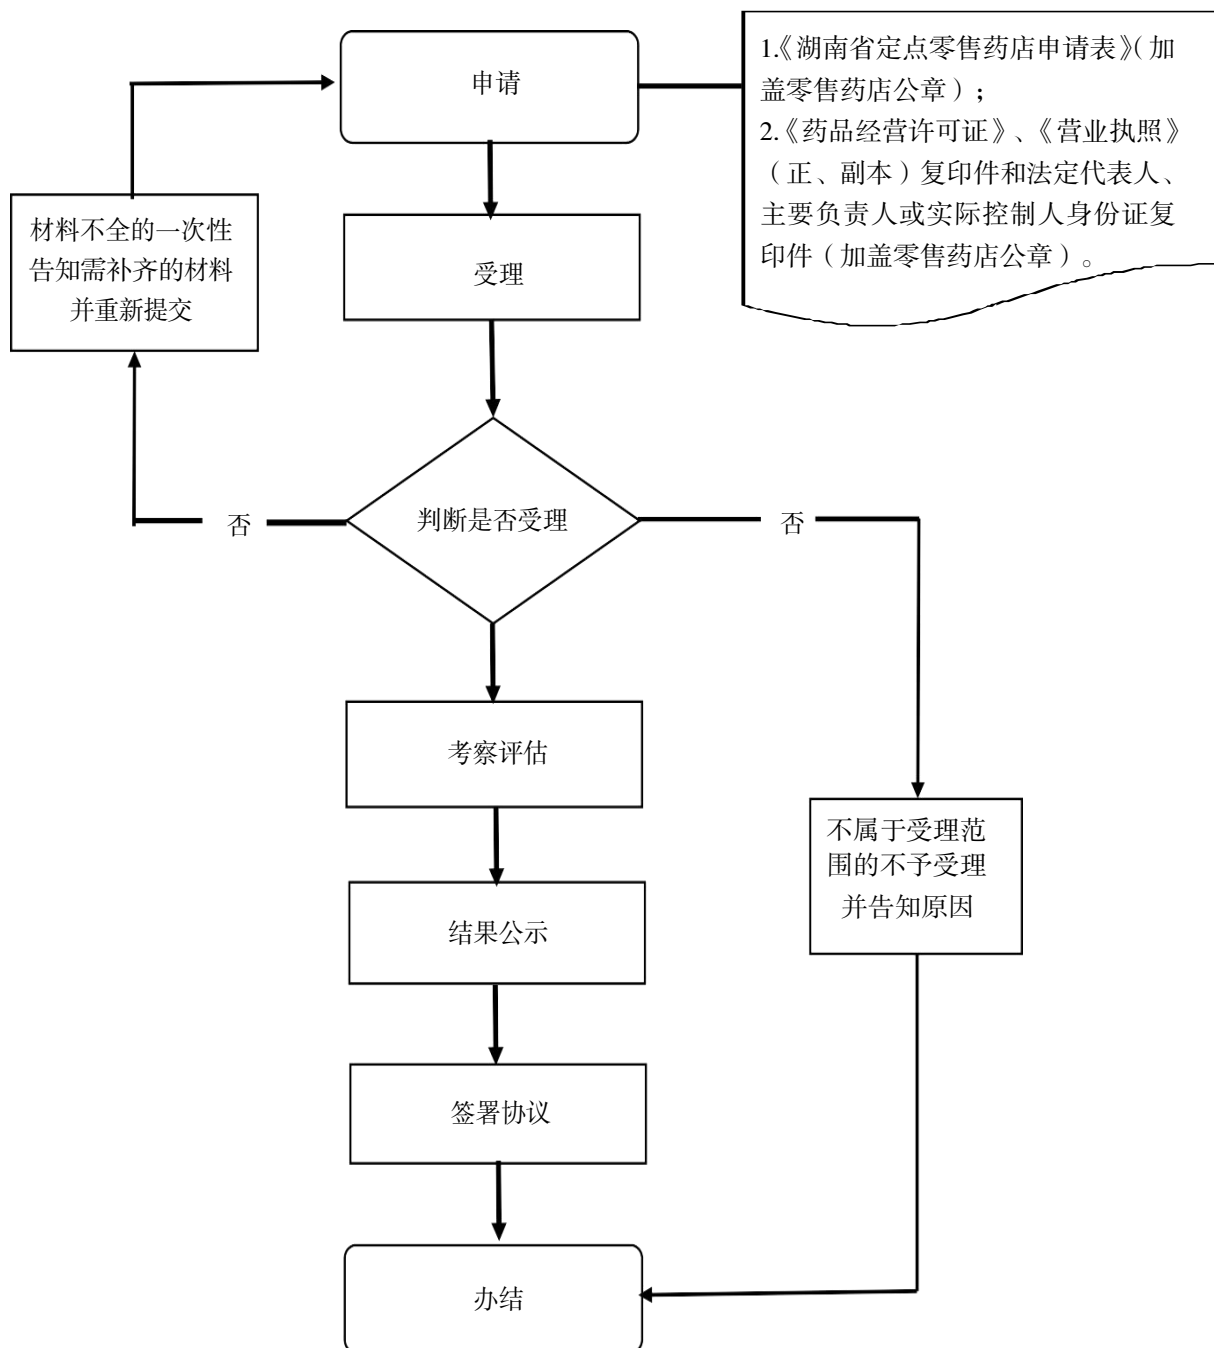 申请
1.《湖南省定点零售药店申请表》（加
盖零售药店公章）；
2.《药品经营许可证》、《营业执照》
（正、副本）复印件和法定代表人、
主要负责人或实际控制人身份证复
印件（加盖零售药店公章）。
材料不全的一次性
告知需补齐的材料
并重新提交
受理
否
判断是否受理
否
考察评估
不属于受理范
围的不予受理
并告知原因
结果公示
签署协议
办结